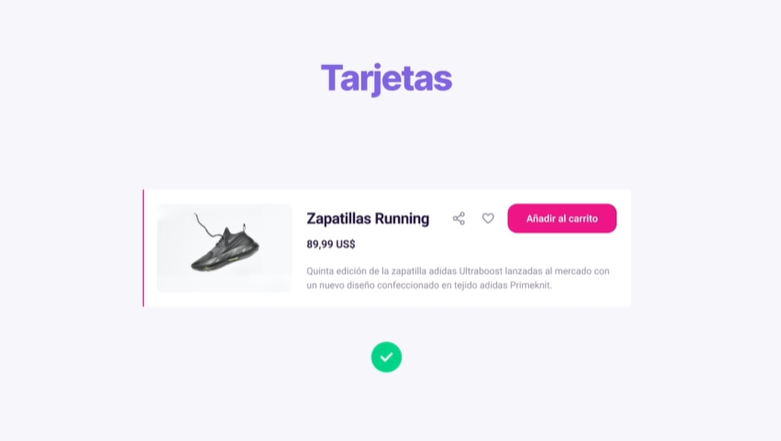 Tarjetas
Zapatillas Running
Añadir al carrito
89,99 US$
Quinta edición de la zapatilla adidas Ultraboost lanzadas al mercado con
un nuevo diseño confeccionado en tejido adidas Primeknit.